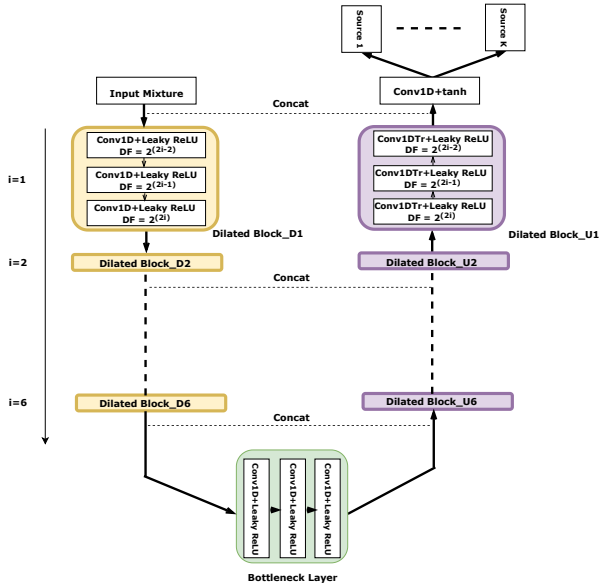 Source 1
Source K
Input Mixture
Conv1D+tanh
Concat
i=1
Conv1D+Leaky ReLU
DF = 2^(2i-2)
Conv1D+Leaky ReLU
DF = 2^(2i-1)
Conv1D+Leaky ReLU
DF = 2^(2i)
Dilated Block_D1
Conv1DTr+Leaky ReLU
DF = 2^(2i-2)
Conv1DTr+Leaky ReLU
DF = 2^(2i-1)
Conv1DTr+Leaky ReLU
DF = 2^(2i)
Dilated Block_U1
i=2
Dilated Block_D2
Dilated Block_U2
Concat
i=6
Dilated Block_D6
Dilated Block_U6
Concat
Conv1D+Leaky ReLU
Conv1D+Leaky ReLU
Conv1D+Leaky ReLU
Bottleneck Layer